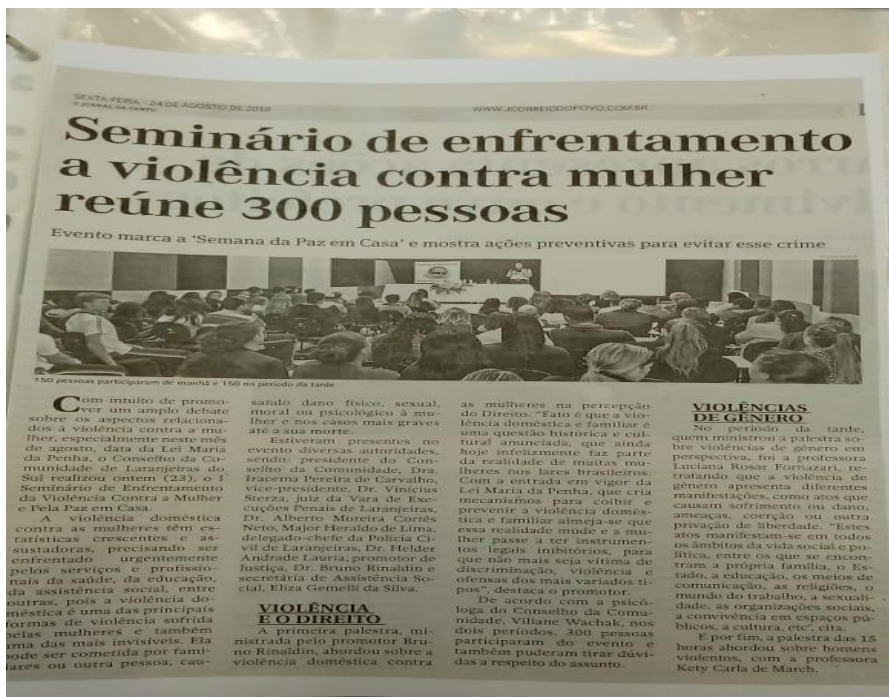 SEXTA-FEIRA - 24 DE AGOSTO DE 2018
WWW.JCORREIODOPOVO.COM.BR
Seminário de enfrentamento
a violência contra mulher
reúne 300 pessoas
Evento marca a 'Semana da Paz em Casa' e mostra ações preventivas para evitar esse crime
150 pessoas participaram de manhã e 150 no período da tarde
Com intuito de promo-
ver um amplo debate
sobre os aspectos relaciona-
dos à violência contra a mu-
lher, especialmente neste mês
de agosto, data da Lei Maria
da Penha, o Conselho da Co-
munidade de Laranjeiras do
Sul realizou ontem (23), o I
Seminário de Enfrentamento
da Violência Contra a Mulher
e Pela Paz em Casa.
A violência doméstica
contra as mulheres têm es-
tatísticas crescentes e as-
sustadoras, precisando ser
enfrentado urgentemente
pelos serviços e profissio-
nais da saúde, da educação,
da assistência social, entre
outras, pois a violência do-
méstica é uma das principais
formas de violência sofrida
pelas mulheres e também
uma das mais invisíveis. Ela
pode ser cometida por fami-
liares ou outra pessoa, cau-
sando dano físico, sexual,
moral ou psicológico à mu-
lher e nos casos mais graves
até a sua morte.
Estiveram presentes no
evento diversas autoridades,
sendo: presidente do Con-
selho da Comunidade, Dra.
Iracema Pereira de Carvalho,
vice-presidente, Dr. Vinícius
Sterza, juiz da Vara de Exe-
cuções Penais de Laranjeiras,
Dr. Alberto Moreira Cortês
Neto, Major Heraldo de Lima,
delegado-chefe da Polícia Ci-
vil de Laranjeiras, Dr. Helder
Andrade Lauria, promotor de
Justiça, Dr. Bruno Rinaldin e
secretária de Assistência So-
cial, Eliza Gemelli da Silva.
VIOLÊNCIA
E O DIREITO
A primeira palestra, mi-
nistrada pelo promotor Bru-
no Rinaldin, abordou sobre a
violência doméstica contra
as mulheres na percepção
do Direito. "Fato é que a vio-
lência doméstica e familiar é
uma questão histórica e cul-
tural anunciada, que ainda
hoje infelizmente faz parte
da realidade de muitas mu-
lheres nos lares brasileiros.
Com a entrada em vigor da
Lei Maria da Penha, que cria
mecanismos para coibir e
prevenir a violência domés-
tica e familiar almeja-se que
essa realidade mude e a mu-
lher passe a ter instrumen-
tos legais inibitórios, para
que não mais seja vítima de
discriminação, violência e
ofensas dos mais variados ti-
pos", destaca o promotor.
De acordo com a psicó-
loga do Conselho da Comu-
nidade, Viliane Wachak, nos
dois períodos, 300 pessoas
participaram do evento e
também puderam tirar dúvi-
das a respeito do assunto.
VIOLÊNCIAS
DE GÊNERO
No período da tarde,
quem ministrou a palestra so-
bre violências de gênero em
perspectiva, foi a professora
Luciana Rosar Fornazari, re-
tratando que a violência de
gênero apresenta diferentes
manifestações, como atos que
causam sofrimento ou dano,
ameaças, coerção ou outra
privação de liberdade. "Estes
atos manifestam-se em todos
os âmbitos da vida social e po-
lítica, entre os que se encon-
tram a própria família, o Es-
tado, a educação, os meios de
comunicação, as religiões, o
mundo do trabalho, a sexuali-
dade, as organizações sociais,
a convivência em espaços pú-
blicos, a cultura, etc", cita.
E por fim, a palestra das 15
horas abordou sobre homens
violentos, com a professora
Kety Carla de March.